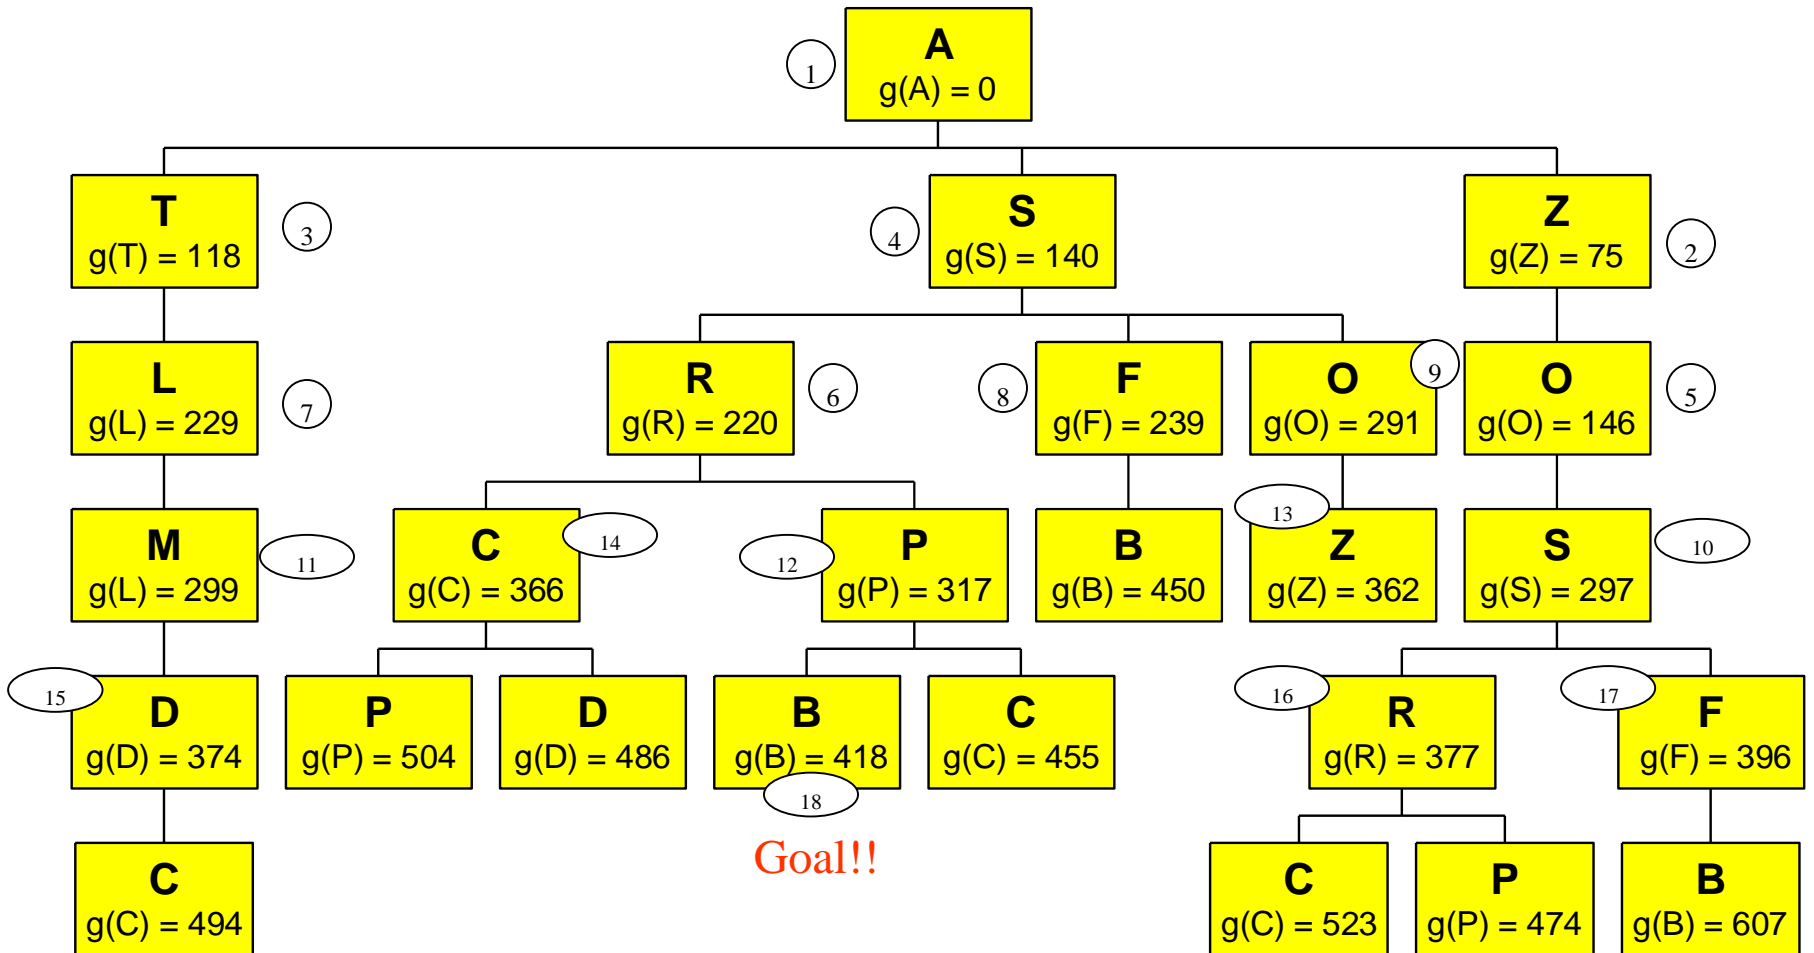 A
g(A) = 0
1
T
g(T) = 118
3
4
S
g(S) = 140
Z
g(Z) = 75
2
L
g(L) = 229
7
R
g(R) = 220
6
8
F
g(F) = 239
O
g(O) = 291
9
O
g(O) = 146
5
M
g(L) = 299
11
C
g(C) = 366
14
12
P
g(P) = 317
B
g(B) = 450
13
Z
g(Z) = 362
S
g(S) = 297
10
15
D
g(D) = 374
P
g(P) = 504
D
g(D) = 486
B
g(B) = 418
18
C
g(C) = 455
16
R
g(R) = 377
17
F
g(F) = 396
Goal!!
C
g(C) = 494
C
g(C) = 523
P
g(P) = 474
B
g(B) = 607